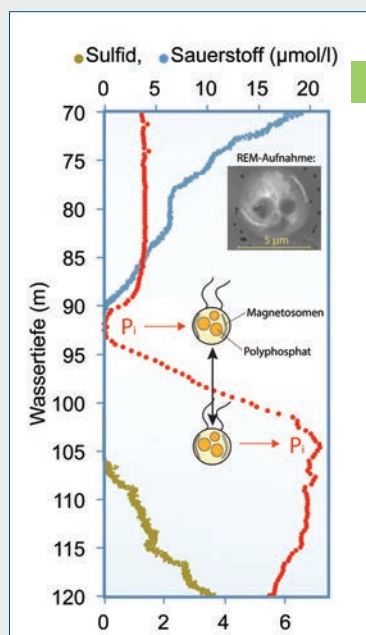 Sulfid, Sauerstoff (µmol/l)
0 5 10 15 20
70
75
80
85
90
95
100
105
110
115
120
Wassertiefe (m)
REM-Aufnahme:
5 µm
Magnetosomen
Polyphosphat
Pi
Pi
0 2 4 6